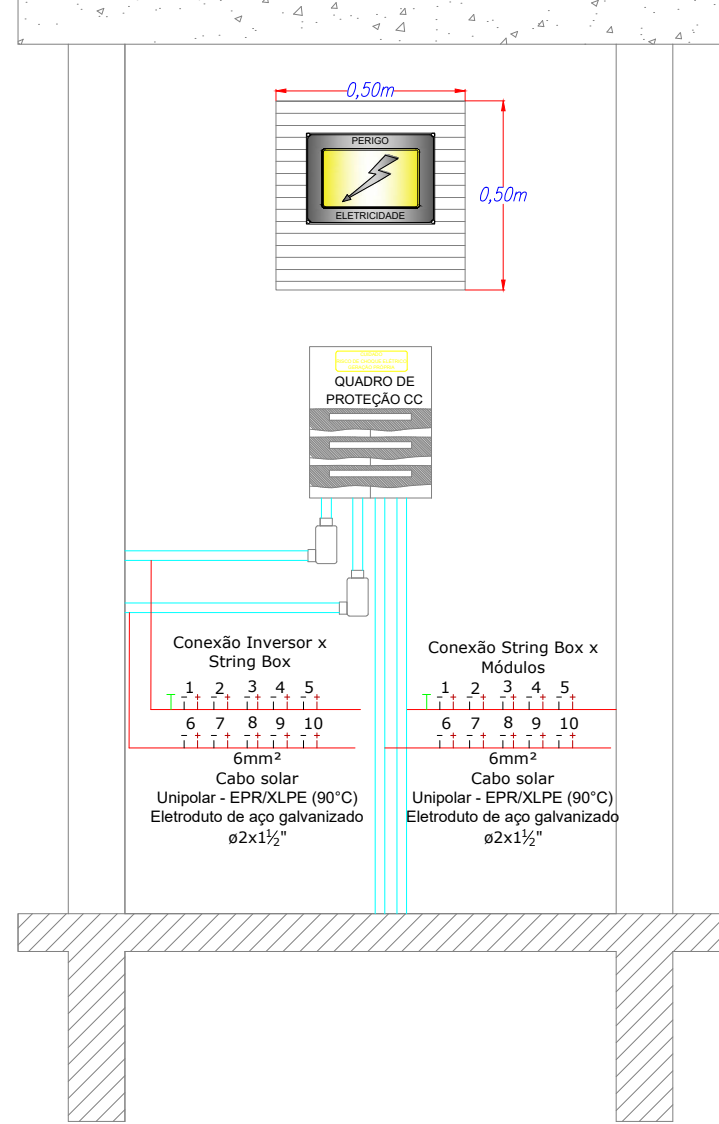 0,50m
PERIGO
ELETRICIDADE
0,50m
QUADRO DE
PROTEÇÃO CC
Conexão Inversor x
String Box
1 2 3 4 5
- + - + - + - + - +
6 7 8 9 10
- + - + - + - + - +
6mm²
Cabo solar
Unipolar - EPR/XLPE (90°C)
Eletroduto de aço galvanizado
ø2x1½"
Conexão String Box x
Módulos
1 2 3 4 5
- + - + - + - + - +
6 7 8 9 10
- + - + - + - + - +
6mm²
Cabo solar
Unipolar - EPR/XLPE (90°C)
Eletroduto de aço galvanizado
ø2x1½"